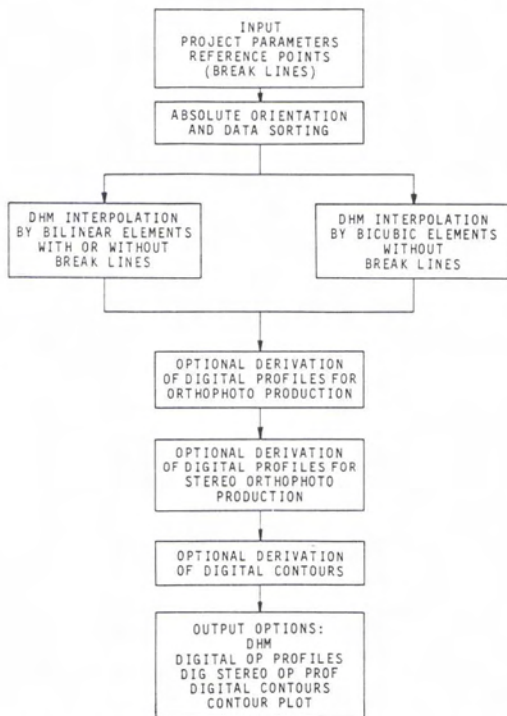 INPUT
PROJECT PARAMETERS
REFERENCE POINTS
(BREAK LINES)
ABSOLUTE ORIENTATION
AND DATA SORTING
DHM INTERPOLATION
BY BILINEAR ELEMENTS
WITH OR WITHOUT
BREAK LINES
DHM INTERPOLATION
BY BICUBIC ELEMENTS
WITHOUT
BREAK LINES
OPTIONAL DERIVATION
OF DIGITAL PROFILES FOR
ORTHOPHOTO PRODUCTION
OPTIONAL DERIVATION
OF DIGITAL PROFILES FOR
STEREO ORTHOPHOTO
PRODUCTION
OPTIONAL DERIVATION
OF DIGITAL CONTOURS
OUTPUT OPTIONS:
DHM
DIGITAL OP PROFILES
DIG STEREO OP PROF
DIGITAL CONTOURS
CONTOUR PLOT